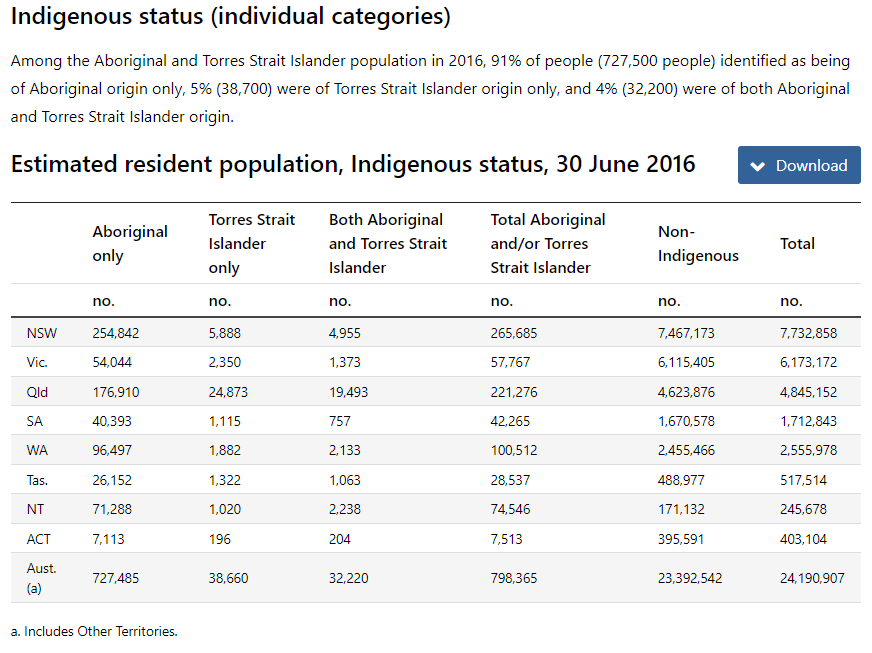 Indigenous status (individual categories)
Among the Aboriginal and Torres Strait Islander population in 2016, 91% of people (727,500 people) identified as being
of Aboriginal origin only, 5% (38,700) were of Torres Strait Islander origin only, and 4% (32,200) were of both Aboriginal
and Torres Strait Islander origin.
Estimated resident population, Indigenous status, 30 June 2016
Download
Aboriginal only Torres Strait Islander only Both Aboriginal and Torres Strait Islander Total Aboriginal and/or Torres Strait Islander Non-Indigenous Total
no. no. no. no. no. no.
NSW 254,842 5,888 4,955 265,685 7,467,173 7,732,858
Vic. 54,044 2,350 1,373 57,767 6,115,405 6,173,172
Qld 176,910 24,873 19,493 221,276 4,623,876 4,845,152
SA 40,393 1,115 757 42,265 1,670,578 1,712,843
WA 96,497 1,882 2,133 100,512 2,455,466 2,555,978
Tas. 26,152 1,322 1,063 28,537 488,977 517,514
NT 71,288 1,020 2,238 74,546 171,132 245,678
ACT 7,113 196 204 7,513 395,591 403,104
Aust. (a) 727,485 38,660 32,220 798,365 23,392,542 24,190,907
a. Includes Other Territories.